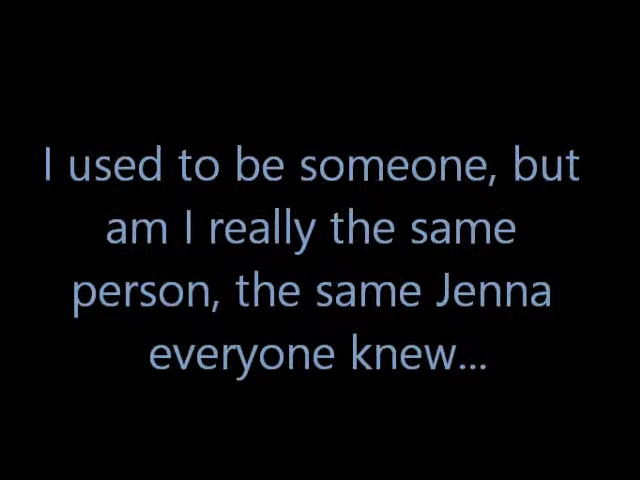 I used to be someone, but
am I really the same
person, the same Jenna
everyone knew...